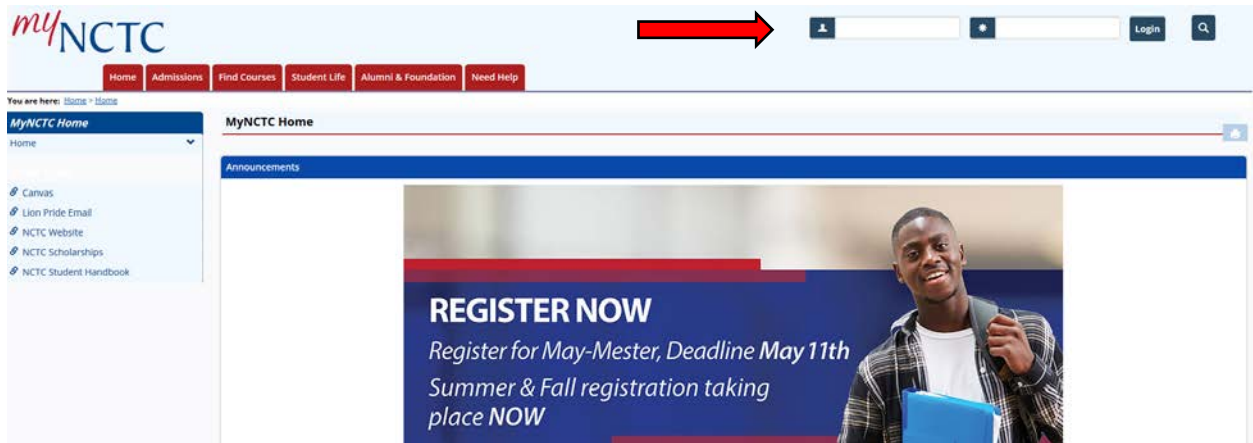 myNCTC
Login
Home Admissions Find Courses Student Life Alumni & Foundation Need Help
You are here: Home > Home
MyNCTC Home
Home
Canvas
Lion Pride Email
NCTC Website
NCTC Scholarships
NCTC Student Handbook
MyNCTC Home
Announcements
REGISTER NOW
Register for May-Mester, Deadline May 11th
Summer & Fall registration taking
place NOW